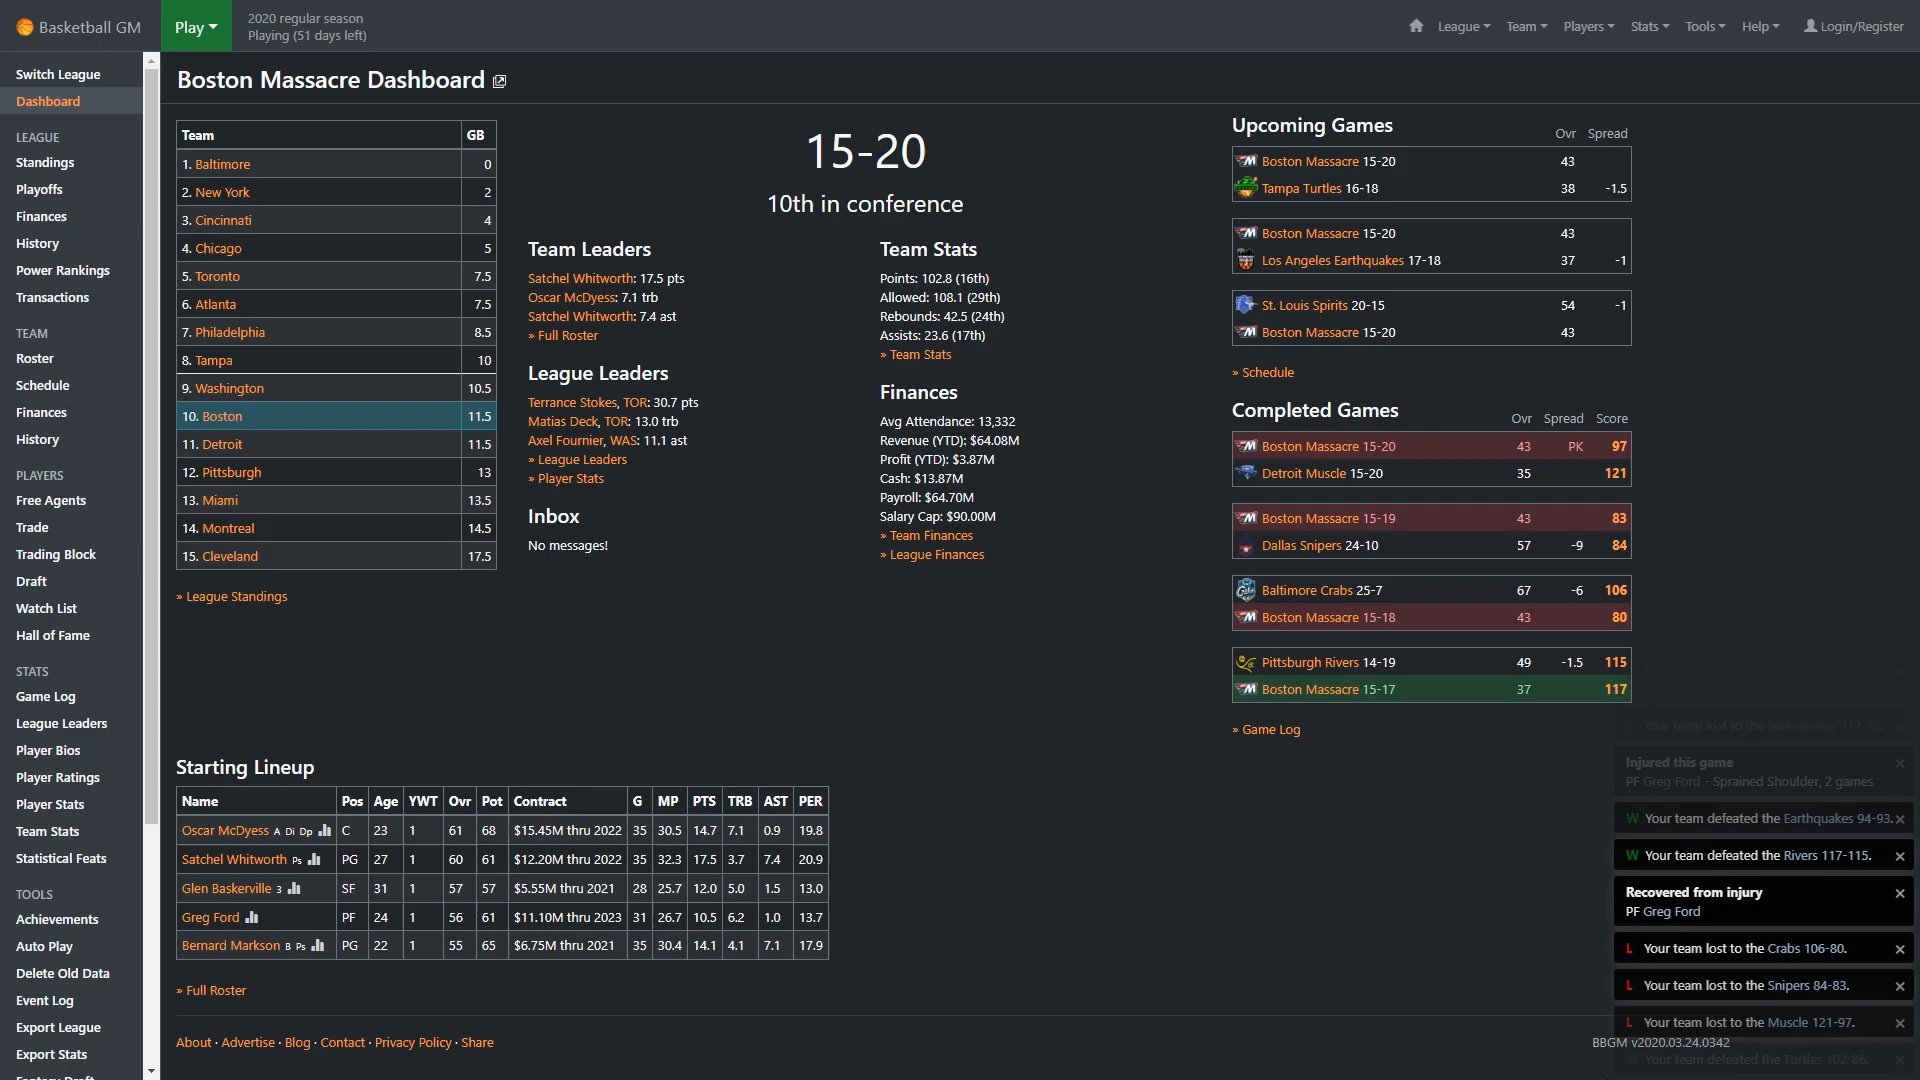 Basketball GM
Play
2020 regular season
Playing (51 days left)
League
Team
Players
Stats
Tools
Help
Login/Register
Switch League
Dashboard
LEAGUE
Standings
Playoffs
Finances
History
Power Rankings
Transactions
TEAM
Roster
Schedule
Finances
History
PLAYERS
Free Agents
Trade
Trading Block
Draft
Watch List
Hall of Fame
STATS
Game Log
League Leaders
Player Bios
Player Ratings
Player Stats
Team Stats
Statistical Feats
TOOLS
Achievements
Auto Play
Delete Old Data
Event Log
Export League
Export Stats
Fantasy Draft
Boston Massacre Dashboard
Team GB
1. Baltimore 0
2. New York 2
3. Cincinnati 4
4. Chicago 5
5. Toronto 7.5
6. Atlanta 7.5
7. Philadelphia 8.5
8. Tampa 10
9. Washington 10.5
10. Boston 11.5
11. Detroit 11.5
12. Pittsburgh 13
13. Miami 13.5
14. Montreal 14.5
15. Cleveland 17.5
» League Standings
15-20
10th in conference
Team Leaders
Satchel Whitworth: 17.5 pts
Oscar McDyess: 7.1 trb
Satchel Whitworth: 7.4 ast
» Full Roster
League Leaders
Terrance Stokes, TOR: 30.7 pts
Matias Deck, TOR: 13.0 trb
Axel Fournier, WAS: 11.1 ast
» League Leaders
» Player Stats
Inbox
No messages!
Team Stats
Points: 102.8 (16th)
Allowed: 108.1 (29th)
Rebounds: 42.5 (24th)
Assists: 23.6 (17th)
» Team Stats
Finances
Avg Attendance: 13,332
Revenue (YTD): $64.08M
Profit (YTD): $3.87M
Cash: $13.87M
Payroll: $64.70M
Salary Cap: $90.00M
» Team Finances
» League Finances
Upcoming Games Ovr Spread
Boston Massacre 15-20 43
Tampa Turtles 16-18 38 -1.5
Boston Massacre 15-20 43
Los Angeles Earthquakes 17-18 37 -1
St. Louis Spirits 20-15 54 -1
Boston Massacre 15-20 43
» Schedule
Completed Games Ovr Spread Score
Boston Massacre 15-20 43 PK 97
Detroit Muscle 15-20 35 121
Boston Massacre 15-19 43 83
Dallas Snipers 24-10 57 -9 84
Baltimore Crabs 25-7 67 -6 106
Boston Massacre 15-18 43 80
Pittsburgh Rivers 14-19 49 -1.5 115
Boston Massacre 15-17 37 117
» Game Log
Starting Lineup
Name Pos Age YWT Ovr Pot Contract G MP PTS TRB AST PER
Oscar McDyess A Di Dp C 23 1 61 68 $15.45M thru 2022 35 30.5 14.7 7.1 0.9 19.8
Satchel Whitworth Ps PG 27 1 60 61 $12.20M thru 2022 35 32.3 17.5 3.7 7.4 20.9
Glen Baskerville 3 SF 31 1 57 57 $5.55M thru 2021 28 25.7 12.0 5.0 1.5 13.0
Greg Ford PF 24 1 56 61 $11.10M thru 2023 31 26.7 10.5 6.2 1.0 13.7
Bernard Markson B Ps PG 22 1 55 65 $6.75M thru 2021 35 30.4 14.1 4.1 7.1 17.9
» Full Roster
Your team lost to the
Injured this game
PF Greg Ford - Sprained Shoulder, 2 games
W Your team defeated the Earthquakes 94-93.
W Your team defeated the Rivers 117-115.
Recovered from injury
PF Greg Ford
L Your team lost to the Crabs 106-80.
L Your team lost to the Snipers 84-83.
L Your team lost to the Muscle 121-97.
W Your team defeated the Turtles 102-86.
About · Advertise · Blog · Contact · Privacy Policy · Share
BBGM v2020.03.24.0342